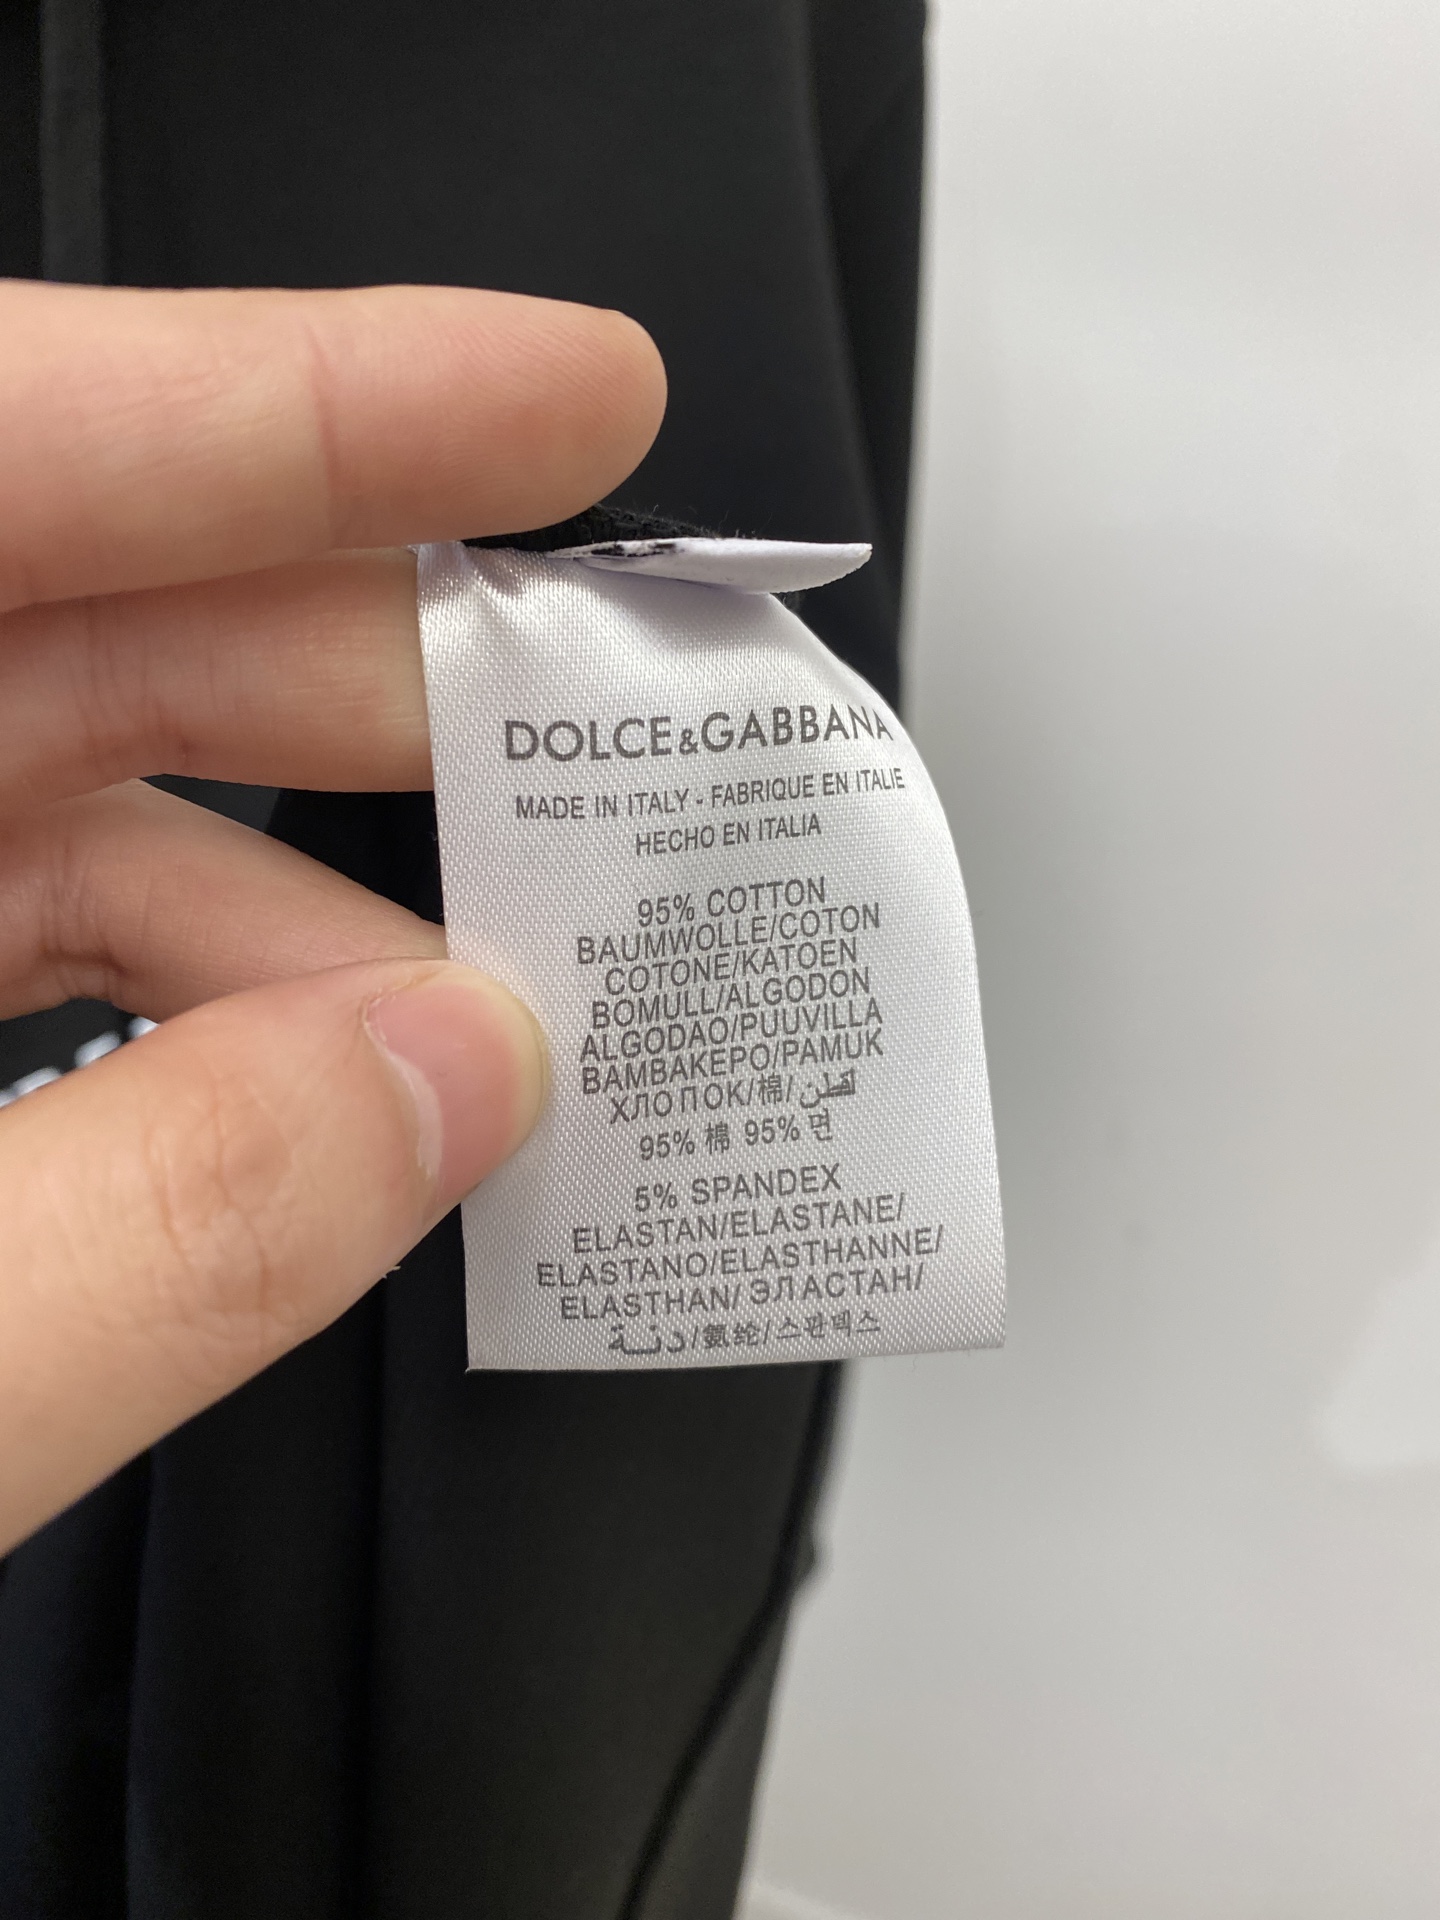 DOLCE&GABBANA
MADE IN ITALY - FABRIQUE EN ITALIE
HECHO EN ITALIA
95% COTTON
BAUMWOLLE/COTON
COTONE/KATOEN
BOMULL/ALGODON
ALGODAO/PUUVILLA
BAMBAKEPO/PAMUK
ХЛОПОК/棉/
95% 棉 95% 면
5% SPANDEX
ELASTAN/ELASTANE/
ELASTANO/ELASTHANNE/
ELASTHAN/ ЭЛАСТАН/
/氨纶/스판덱스